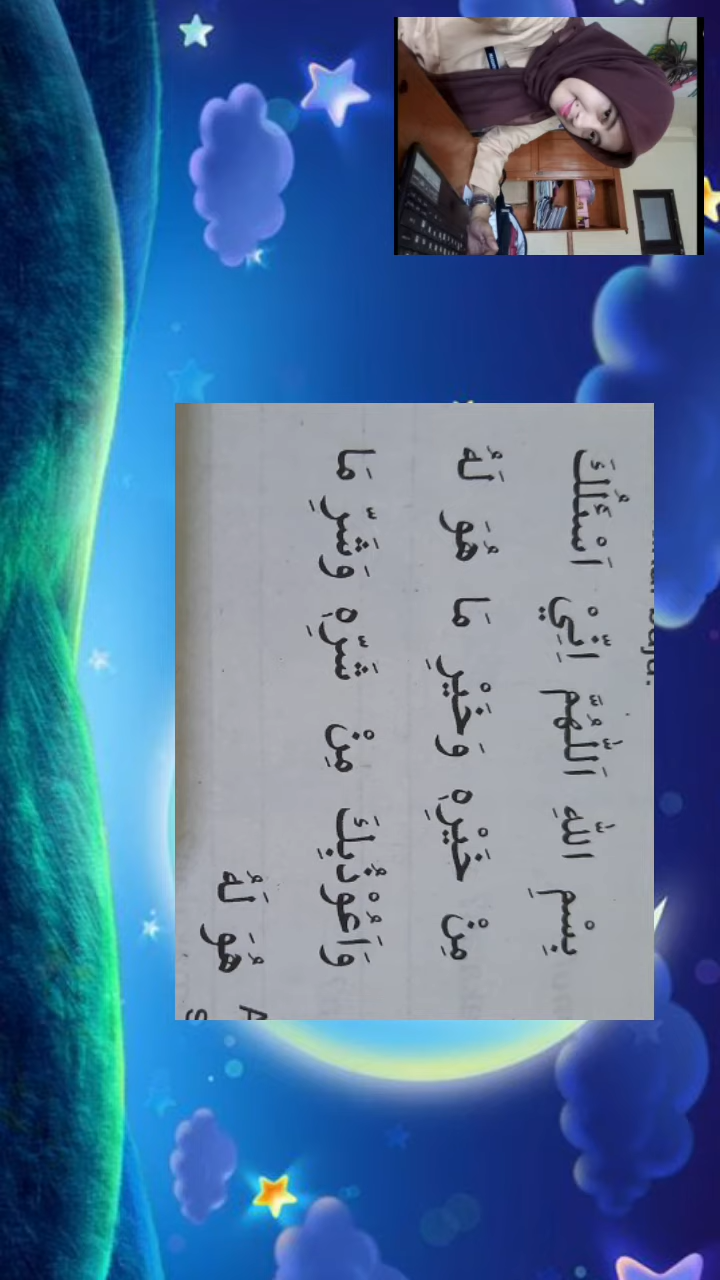 بِسْمِ اللّٰهِ اَللّٰهُمَّ اِنِّيْ اَسْئَلُكَ
مِنْ خَيْرِهِ وَخَيْرِ مَا هُوَ لَهُ
وَاَعُوْذُبِكَ مِنْ شَرِّهِ وَشَرِّ مَا
هُوَ لَهُ